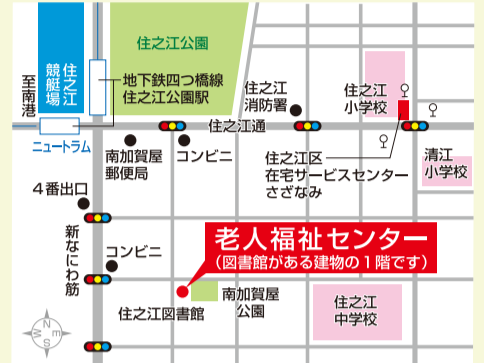 住之江公園
住之江
競艇場
至南港
地下鉄四つ橋線
住之江公園駅
住之江
消防署
住之江
小学校
住之江通
ニュートラム
南加賀屋
郵便局
コンビニ
住之江区
在宅サービスセンター
さざなみ
清江
小学校
4番出口
新なにわ筋
コンビニ
老人福祉センター
(図書館がある建物の1階です)
住之江図書館
南加賀屋
公園
住之江
中学校
N
W
E
S